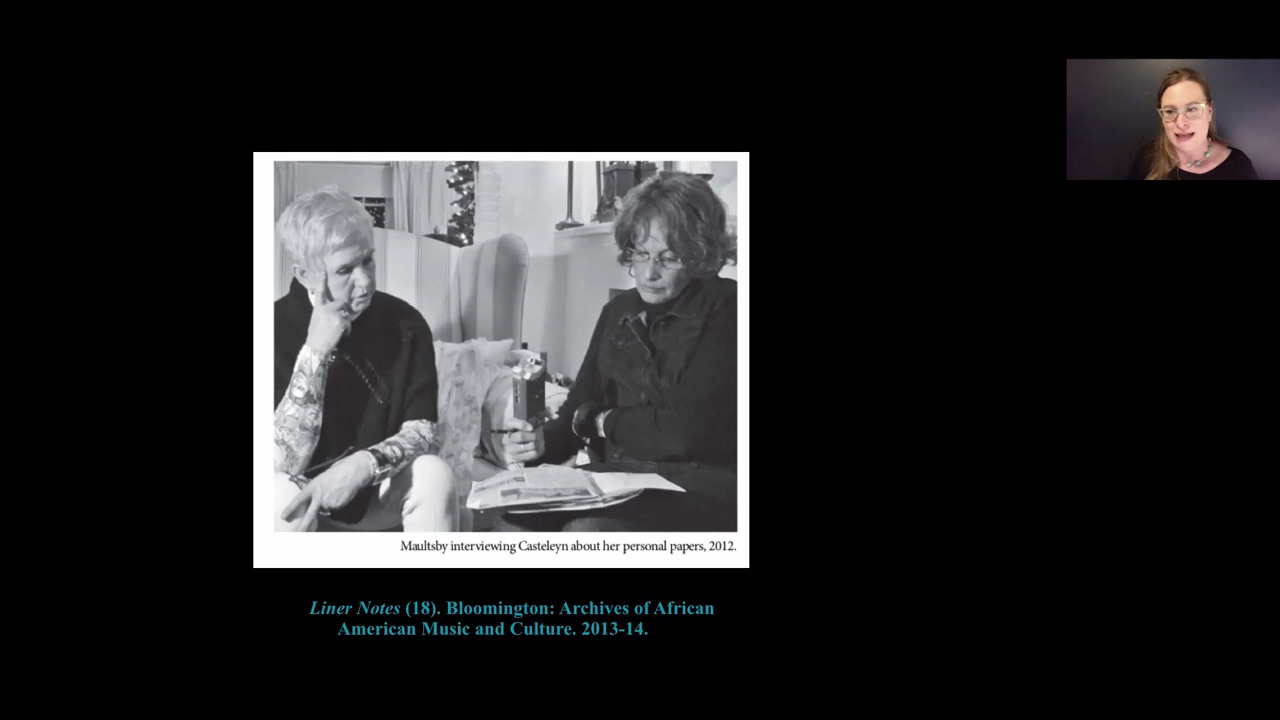 Maultsby interviewing Casteleyn about her personal papers, 2012.
Liner Notes (18). Bloomington: Archives of African
American Music and Culture. 2013-14.